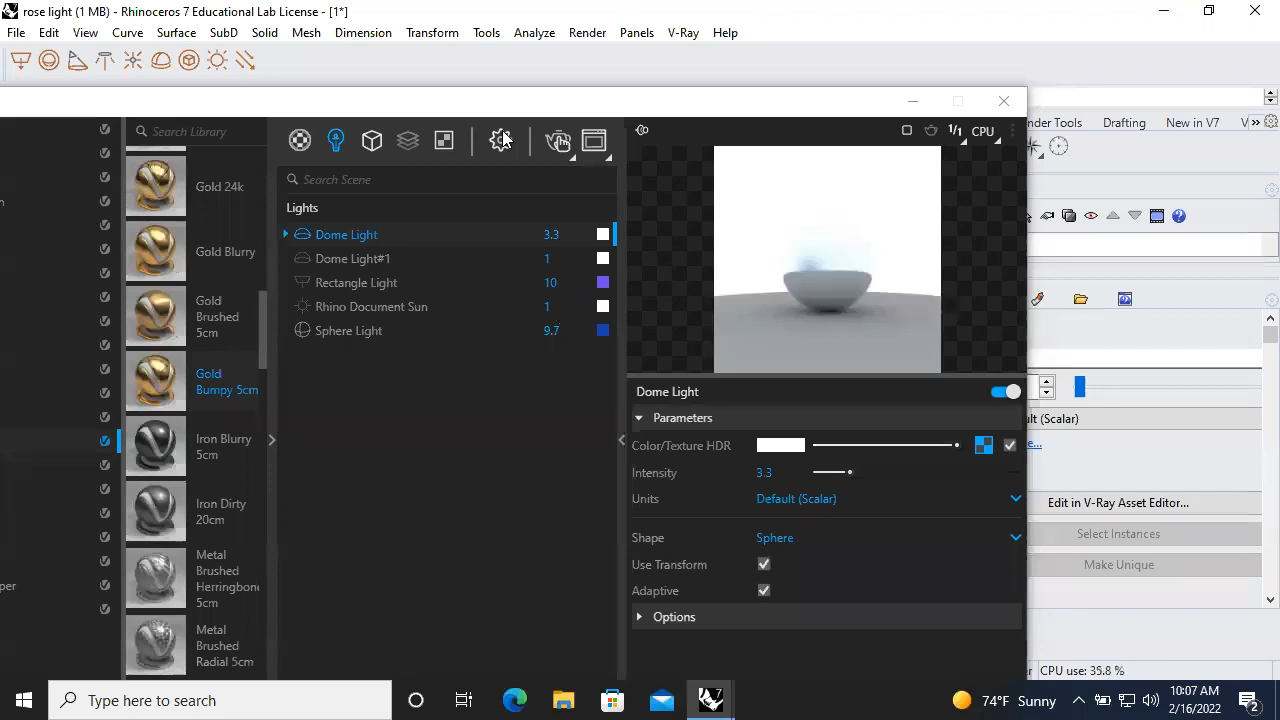 rose light (1 MB) - Rhinoceros 7 Educational Lab License - [1*]
File Edit View Curve Surface SubD Solid Mesh Dimension Transform Tools Analyze Render Panels V-Ray Help
nder Tools Drafting New in V7 V
Search Library
1/1 CPU
Search Scene
Gold 24k
Lights
Dome Light 3.3
Dome Light#1 1
Rectangle Light 10
Rhino Document Sun 1
Sphere Light 9.7
Gold Blurry
Gold
Brushed
5cm
Gold
Bumpy 5cm
Iron Blurry
5cm
Iron Dirty
20cm
Metal
Brushed
Herringbone
5cm
Metal
Brushed
Radial 5cm
per
Dome Light
Parameters
Color/Texture HDR
Intensity 3.3
Units Default (Scalar)
Shape Sphere
Use Transform
Adaptive
Options
(Scalar)
e...
Edit in V-Ray Asset Editor...
Select Instances
Make Unique
CPU use: 35.8 %
Type here to search
7
74°F Sunny
10:07 AM
2/16/2022
2